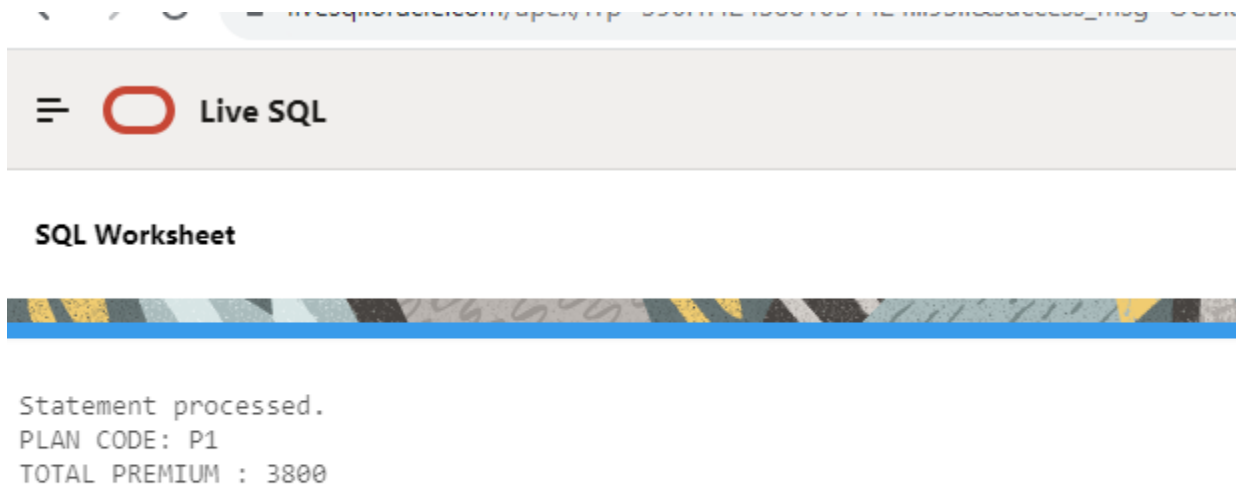 Live SQL
SQL Worksheet
Statement processed.
PLAN CODE: P1
TOTAL PREMIUM : 3800